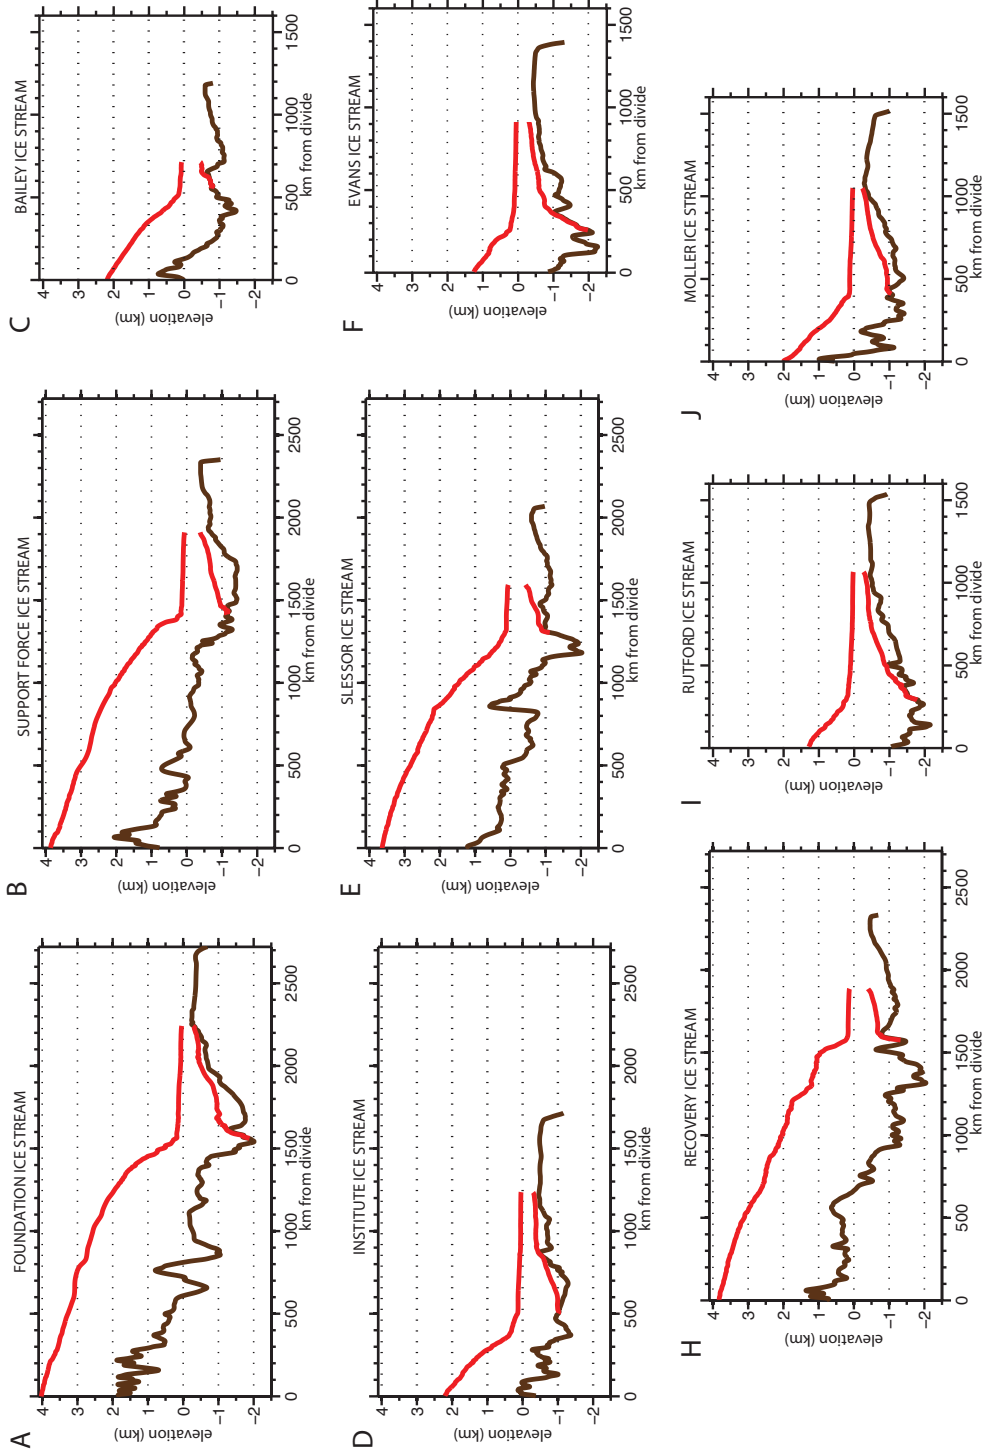 A
FOUNDATION ICE STREAM
4
3
2
1
0
−1
−2
elevation (km)
0 500 1000 1500 2000 2500
km from divide
B
SUPPORT FORCE ICE STREAM
4
3
2
1
0
−1
−2
elevation (km)
0 500 1000 1500 2000 2500
km from divide
C
BAILEY ICE STREAM
4
3
2
1
0
−1
−2
elevation (km)
0 500 1000 1500
km from divide
D
INSTITUTE ICE STREAM
4
3
2
1
0
−1
−2
elevation (km)
0 500 1000 1500 2000 2500
km from divide
E
SLESSOR ICE STREAM
4
3
2
1
0
−1
−2
elevation (km)
0 500 1000 1500 2000 2500
km from divide
F
EVANS ICE STREAM
4
3
2
1
0
−1
−2
elevation (km)
0 500 1000 1500
km from divide
H
RECOVERY ICE STREAM
4
3
2
1
0
−1
−2
elevation (km)
0 500 1000 1500 2000 2500
km from divide
I
RUTFORD ICE STREAM
4
3
2
1
0
−1
−2
elevation (km)
0 500 1000 1500
km from divide
J
MOLLER ICE STREAM
4
3
2
1
0
−1
−2
elevation (km)
0 500 1000 1500
km from divide